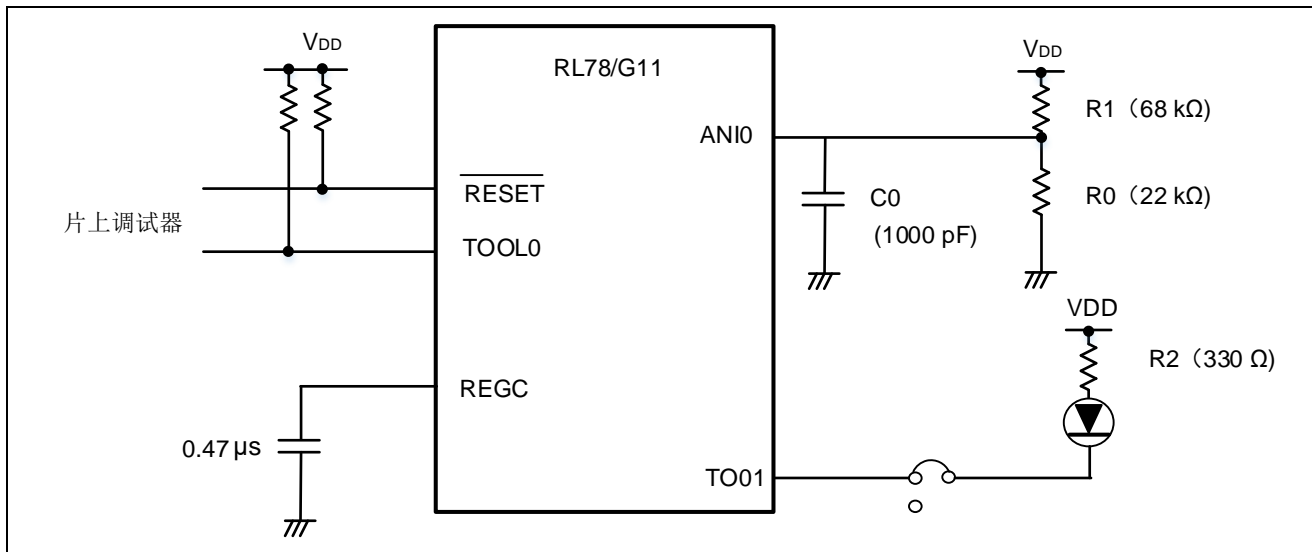 VDD
RL78/G11
VDD
R1（68 kΩ)
ANI0
RESET
C0
(1000 pF)
R0（22 kΩ)
片上调试器
TOOL0
VDD
R2（330 Ω)
REGC
0.47 µs
TO01